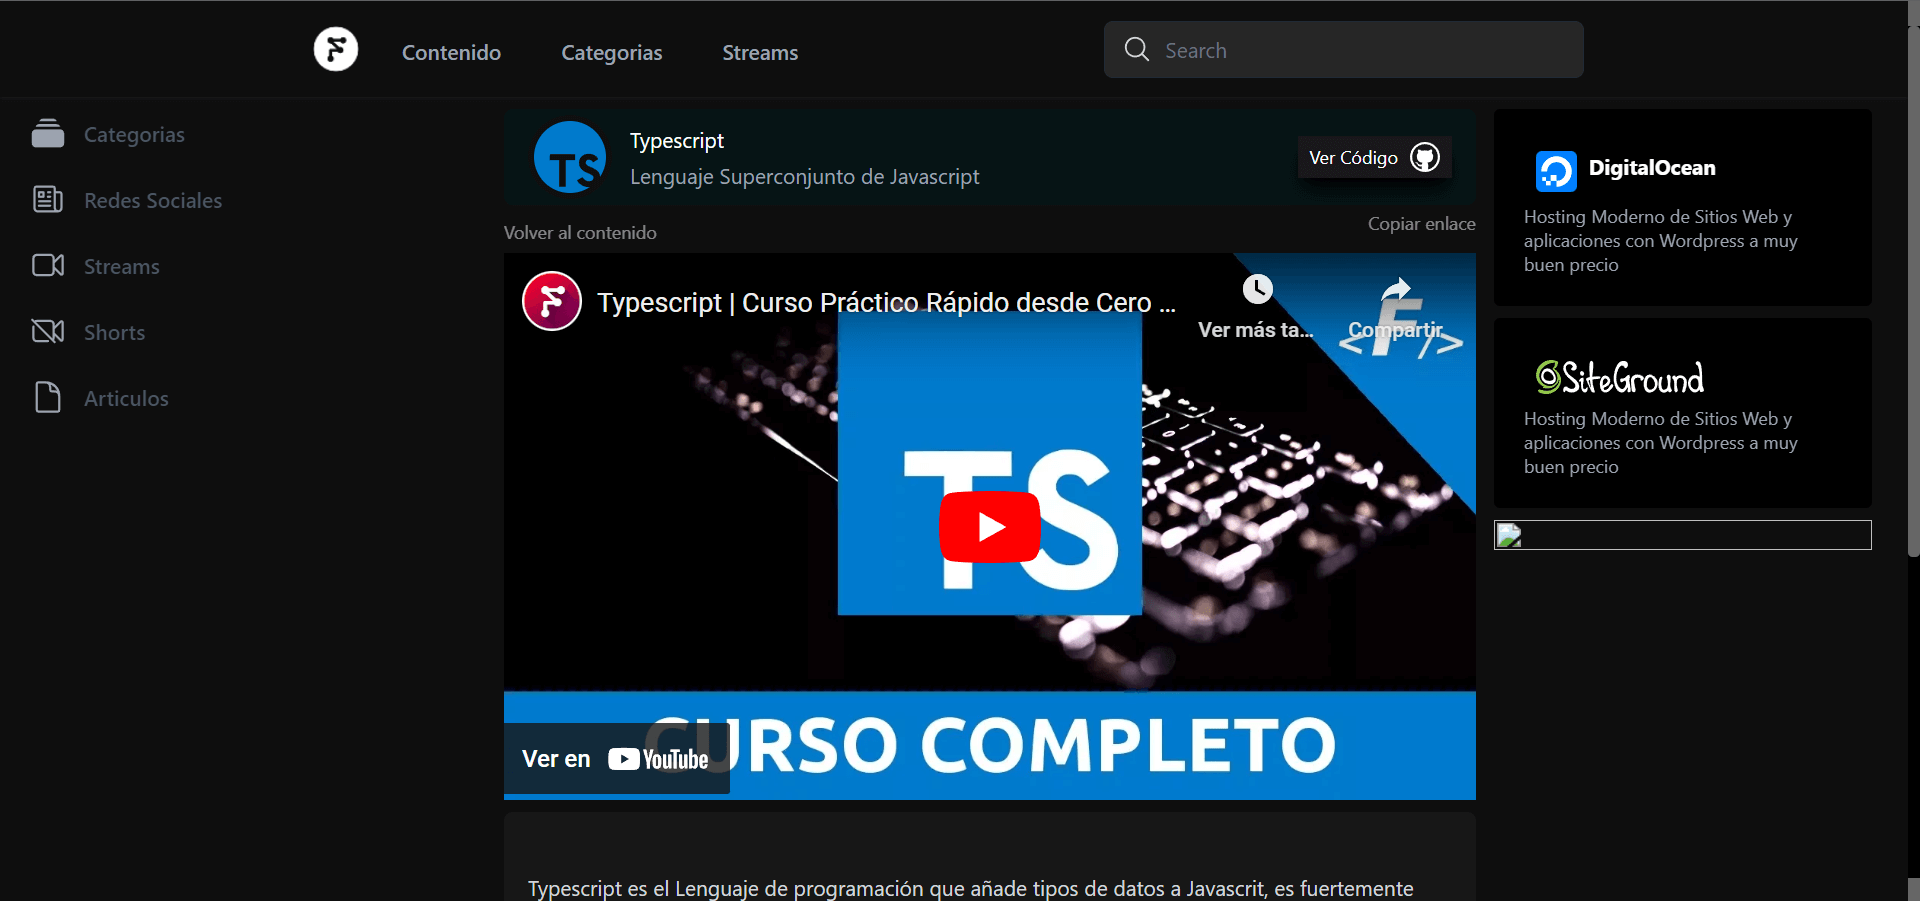 Contenido
Categorias
Streams
Search
Categorias
Redes Sociales
Streams
Shorts
Articulos
TS
Typescript
Lenguaje Superconjunto de Javascript
Ver Código
Volver al contenido
Copiar enlace
Typescript | Curso Práctico Rápido desde Cero ...
Ver más ta...
Compartir
<F/>
TS
CURSO COMPLETO
Ver en YouTube
Typescript es el Lenguaje de programación que añade tipos de datos a Javascrit, es fuertemente
DigitalOcean
Hosting Moderno de Sitios Web y
aplicaciones con Wordpress a muy
buen precio
SiteGround
Hosting Moderno de Sitios Web y
aplicaciones con Wordpress a muy
buen precio